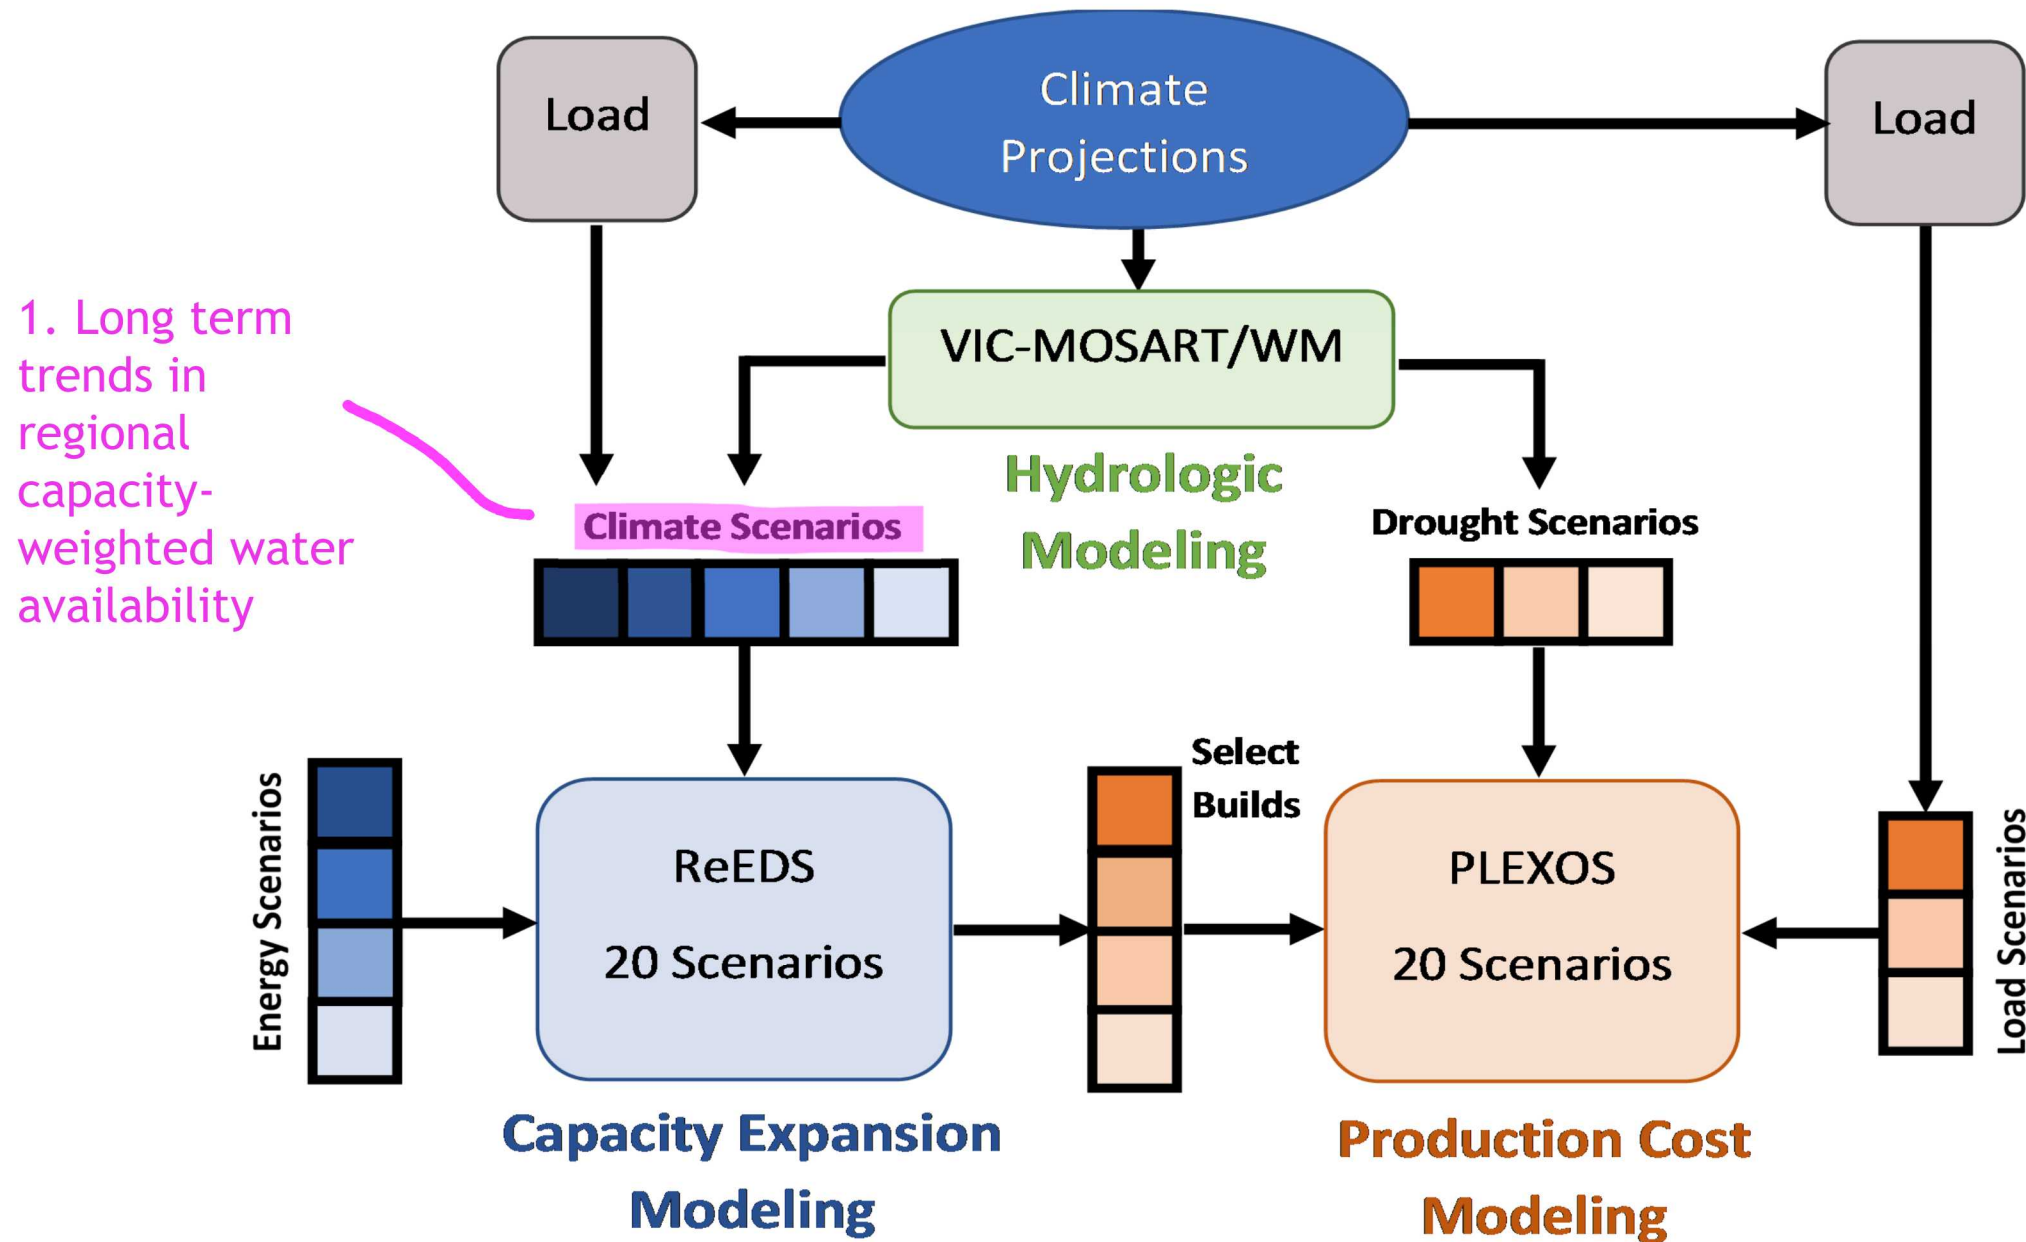 Load
Climate
Projections
Load
1. Long term
trends in
regional
capacity-
weighted water
availability
VIC-MOSART/WM
Hydrologic
Modeling
Climate Scenarios
Drought Scenarios
Energy Scenarios
ReEDS
20 Scenarios
Select
Builds
PLEXOS
20 Scenarios
Load Scenarios
Capacity Expansion
Modeling
Production Cost
Modeling